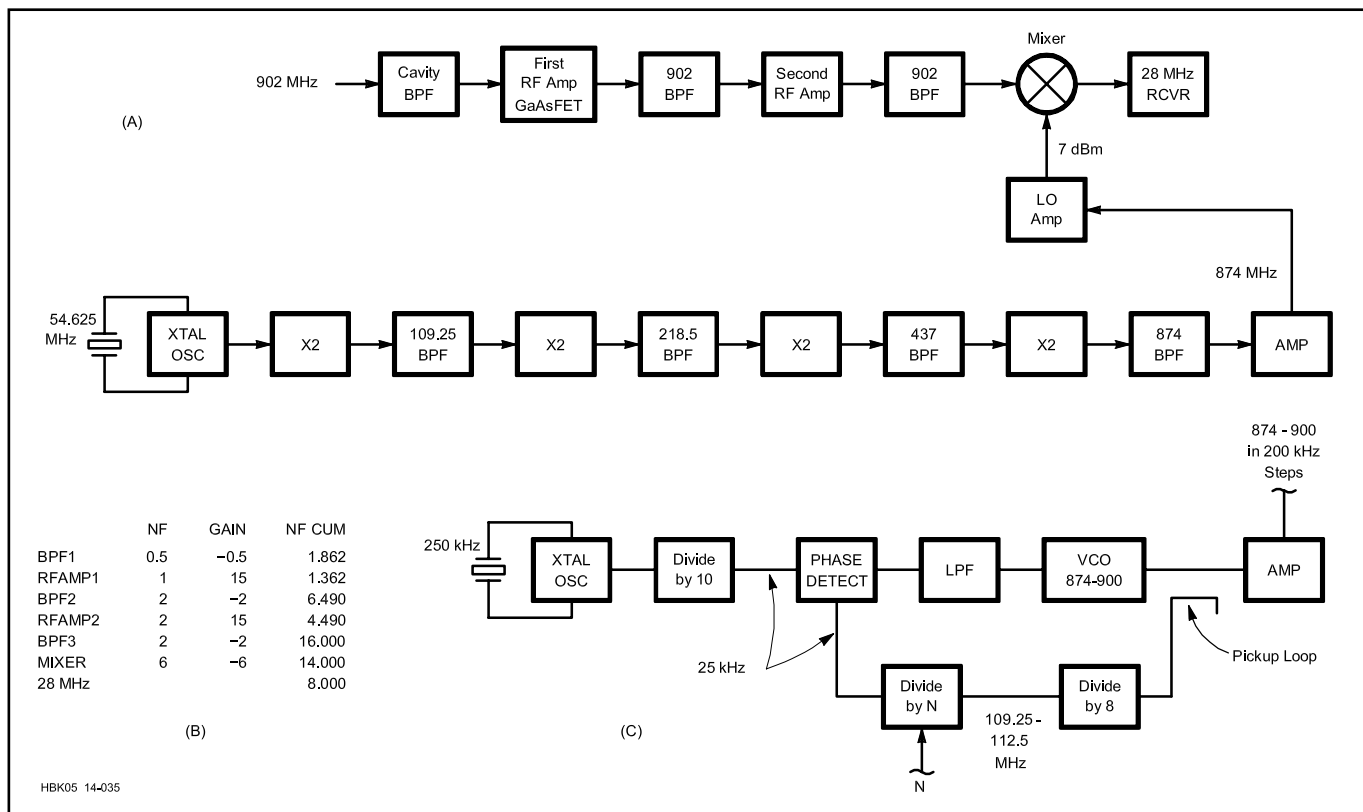 Mixer
902 MHz
Cavity
BPF
First
RF Amp
GaAsFET
902
BPF
Second
RF Amp
902
BPF
28 MHz
RCVR
(A)
7 dBm
LO
Amp
874 MHz
54.625
MHz
XTAL
OSC
X2
109.25
BPF
X2
218.5
BPF
X2
437
BPF
X2
874
BPF
AMP
874 - 900
in 200 kHz
Steps
NF GAIN NF CUM
BPF1 0.5 −0.5 1.862
RFAMP1 1 15 1.362
BPF2 2 −2 6.490
RFAMP2 2 15 4.490
BPF3 2 −2 16.000
MIXER 6 −6 14.000
28 MHz 8.000
(B)
250 kHz
XTAL
OSC
Divide
by 10
PHASE
DETECT
LPF
VCO
874-900
AMP
25 kHz
Pickup Loop
Divide
by N
Divide
by 8
109.25-
112.5
MHz
(C)
N
HBK05 14-035